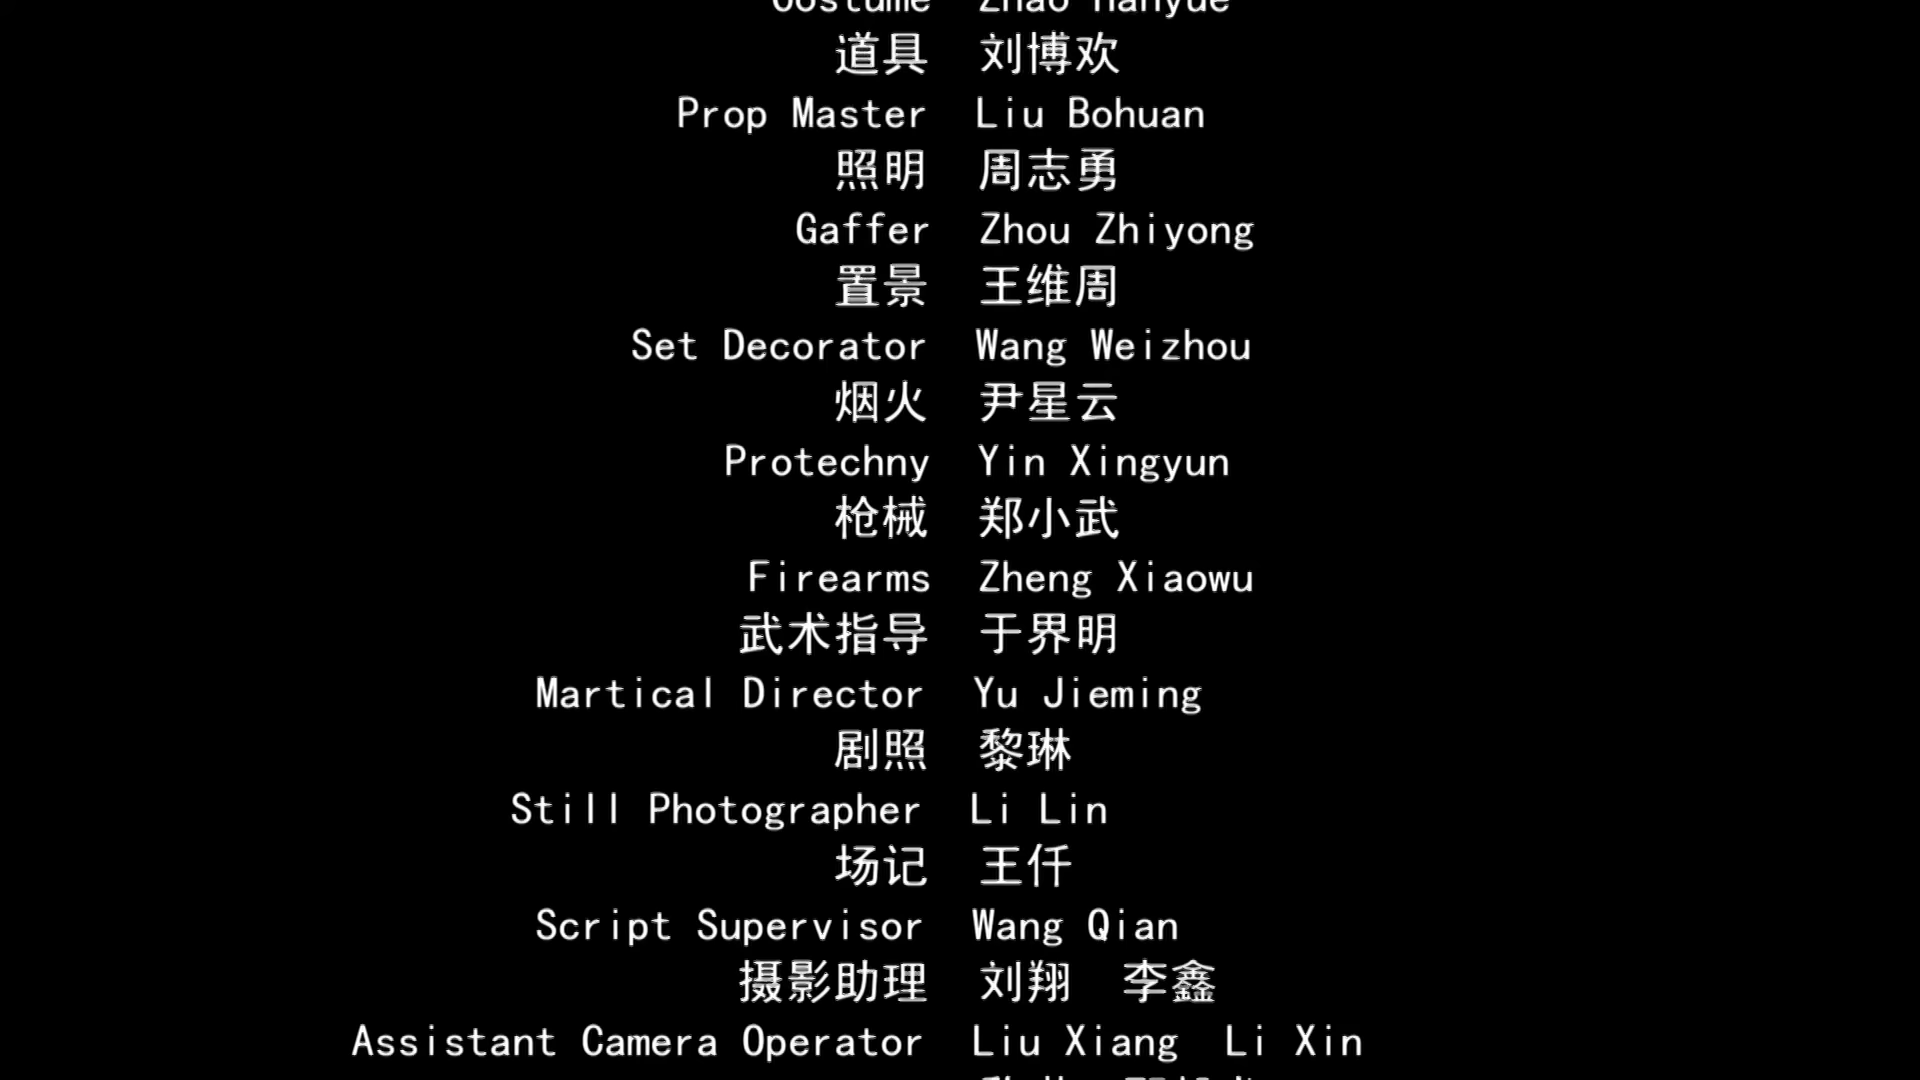 Costume Zhao Hanyue
道具 刘博欢
Prop Master Liu Bohuan
照明 周志勇
Gaffer Zhou Zhiyong
置景 王维周
Set Decorator Wang Weizhou
烟火 尹星云
Protechny Yin Xingyun
枪械 郑小武
Firearms Zheng Xiaowu
武术指导 于界明
Martical Director Yu Jieming
剧照 黎琳
Still Photographer Li Lin
场记 王仟
Script Supervisor Wang Qian
摄影助理 刘翔 李鑫
Assistant Camera Operator Liu Xiang Li Xin